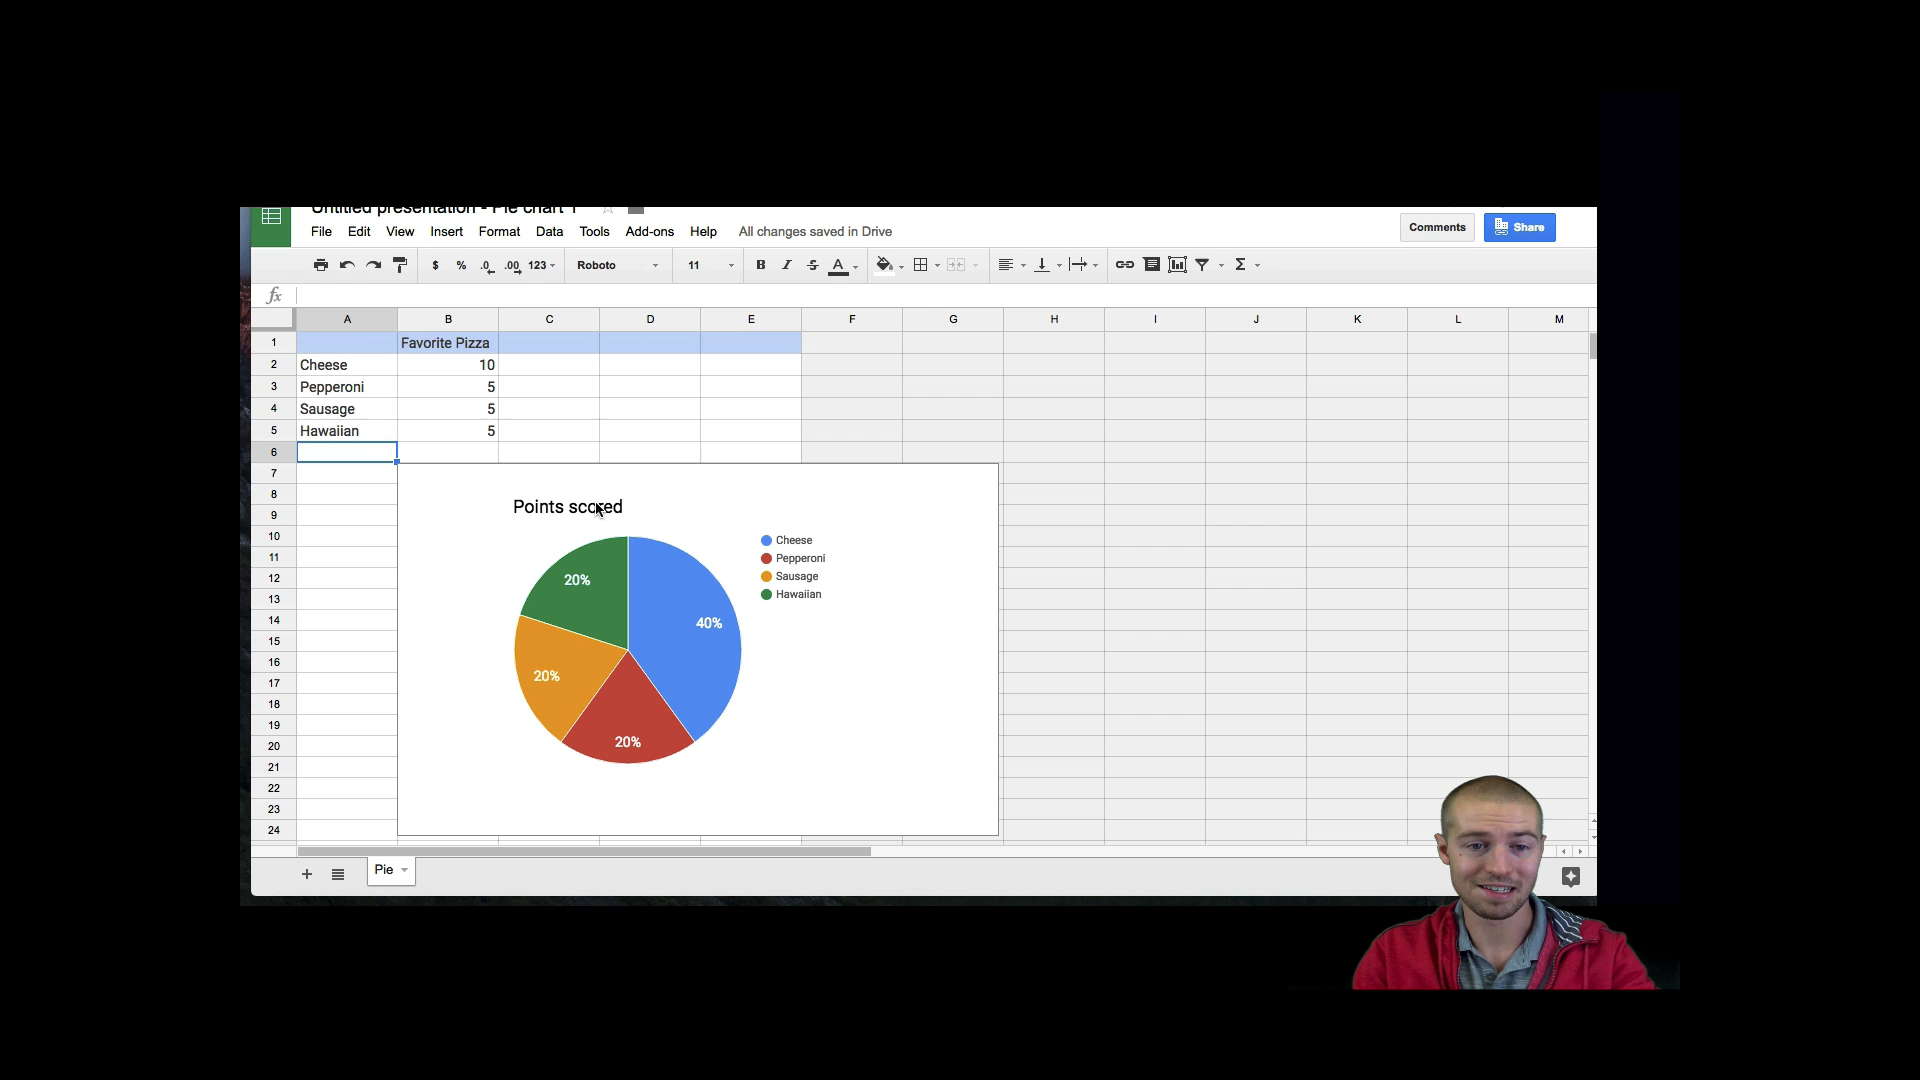 Untitled presentation - Pie chart 1
File Edit View Insert Format Data Tools Add-ons Help All changes saved in Drive
Comments Share
$ % .0 .00 123 Roboto 11 B I S A Σ
fx
A B C D E F G H I J K L M
1 Favorite Pizza
2 Cheese 10
3 Pepperoni 5
4 Sausage 5
5 Hawaiian 5
6
7
8
9
10
11
12
13
14
15
16
17
18
19
20
21
22
23
24
Points scored
Cheese
Pepperoni
Sausage
Hawaiian
20%
40%
20%
20%
Pie